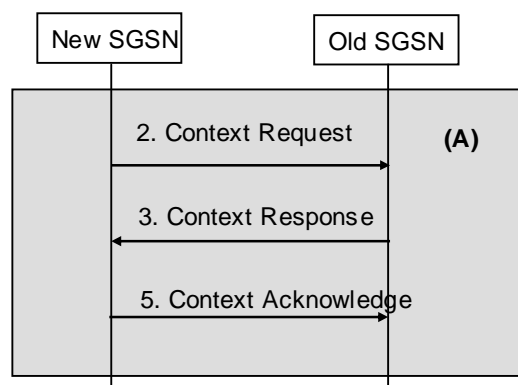 New SGSN
Old SGSN
2. Context Request
(A)
3. Context Response
5. Context Acknowledge